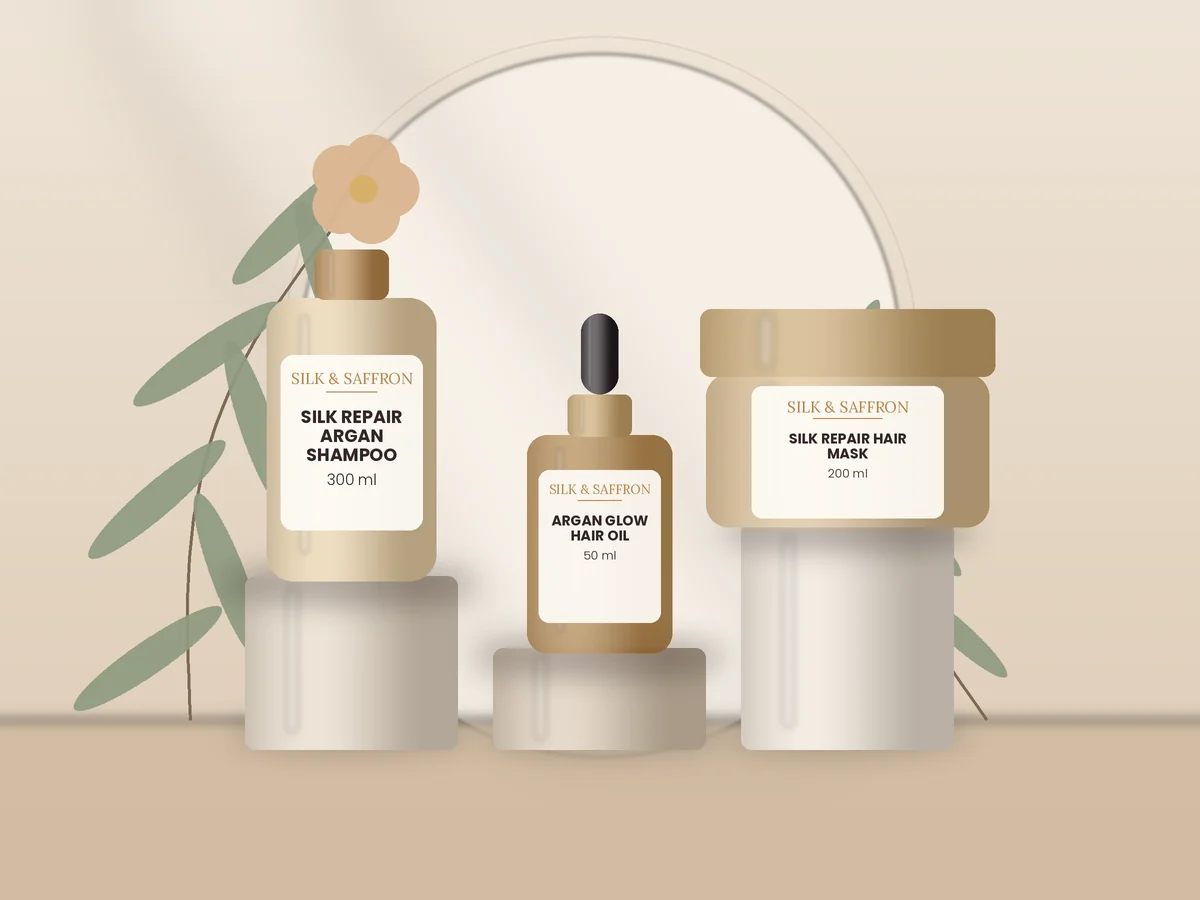 SILK & SAFFRON
SILK REPAIR
ARGAN
SHAMPOO
300 ml
SILK & SAFFRON
ARGAN GLOW
HAIR OIL
50 ml
SILK & SAFFRON
SILK REPAIR HAIR
MASK
200 ml